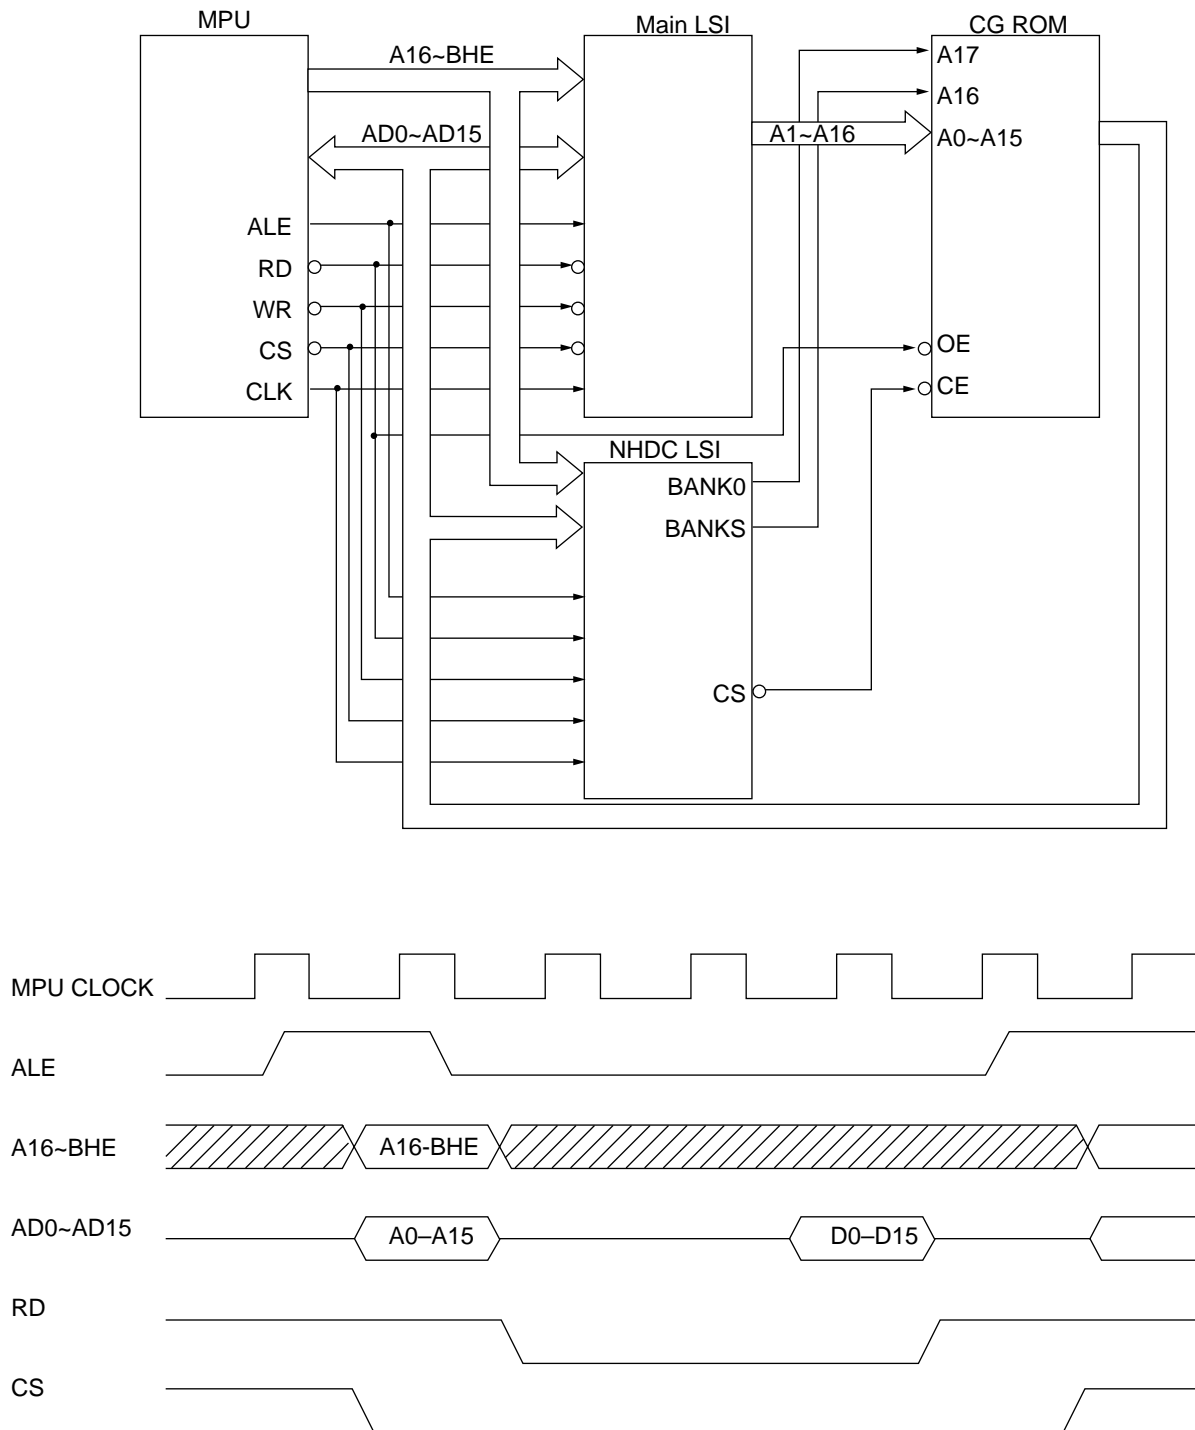 MPU
Main LSI
CG ROM
A16~BHE
A17
A16
AD0~AD15
A1~A16
A0~A15
ALE
RD
WR
CS
CLK
OE
CE
NHDC LSI
BANK0
BANKS
CS
MPU CLOCK
ALE
A16~BHE
A16-BHE
AD0~AD15
A0–A15
D0–D15
RD
CS